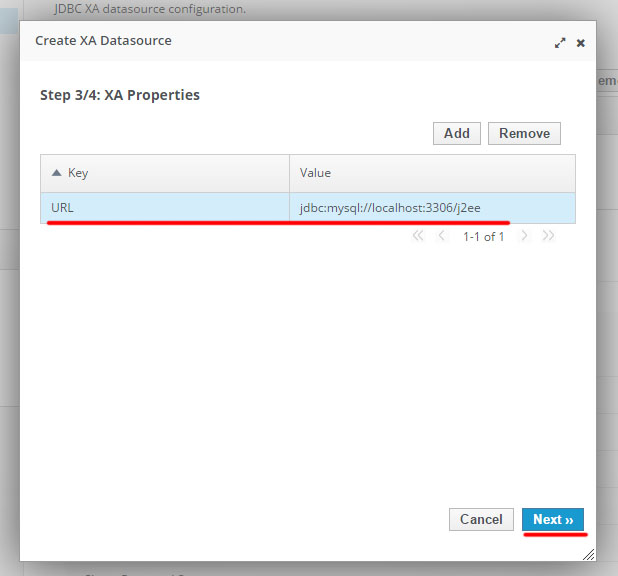 JDBC XA datasource configuration.
Create XA Datasource
Step 3/4: XA Properties
Add Remove
Key Value
URL jdbc:mysql://localhost:3306/j2ee
1-1 of 1
Cancel Next ››